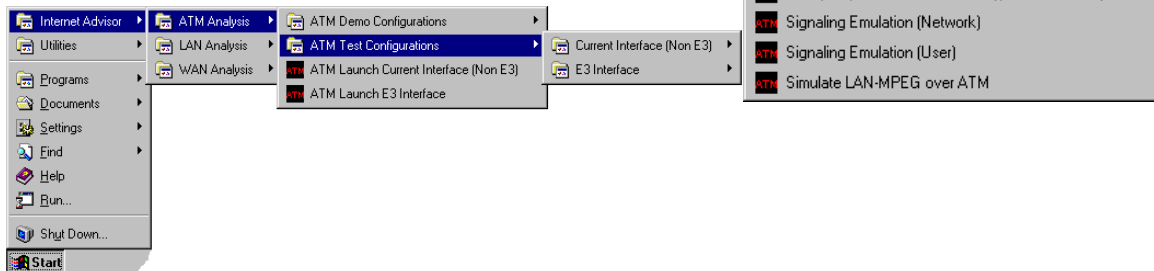 Internet Advisor
Utilities
Programs
Documents
Settings
Find
Help
Run...
Shut Down...
Start
ATM Analysis
LAN Analysis
WAN Analysis
ATM Demo Configurations
ATM Test Configurations
ATM Launch Current Interface (Non E3)
ATM Launch E3 Interface
Current Interface (Non E3)
E3 Interface
Signaling Emulation (Network)
Signaling Emulation (User)
Simulate LAN-MPEG over ATM